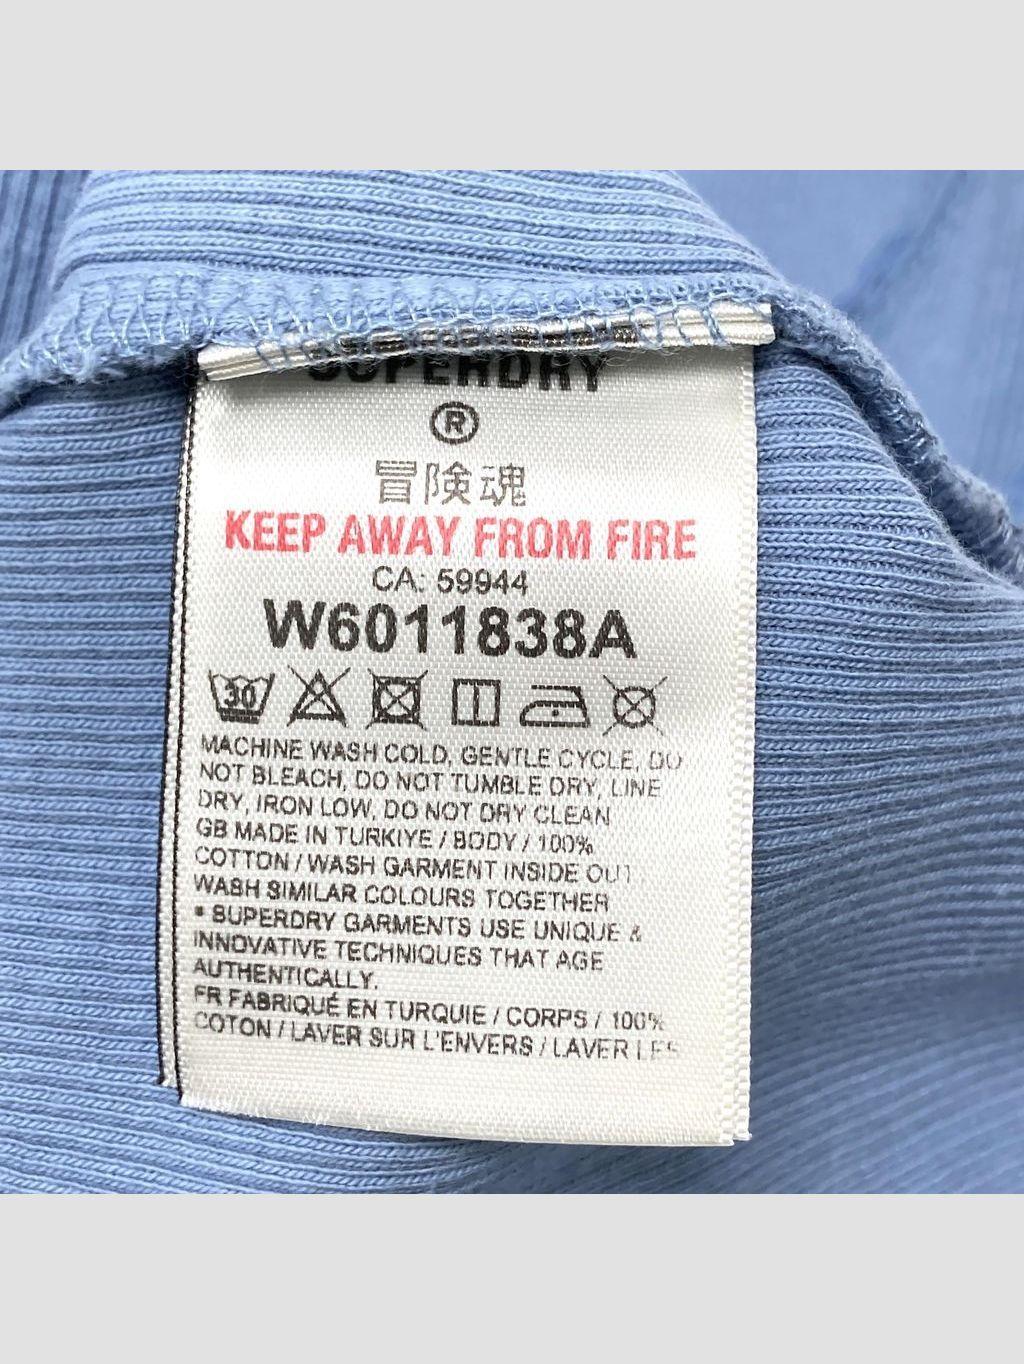 SUPERDRY
®
冒険魂
KEEP AWAY FROM FIRE
CA: 59944
W6011838A
30
MACHINE WASH COLD, GENTLE CYCLE, DO
NOT BLEACH, DO NOT TUMBLE DRY, LINE
DRY, IRON LOW, DO NOT DRY CLEAN
GB MADE IN TURKIYE / BODY / 100%
COTTON / WASH GARMENT INSIDE OUT
WASH SIMILAR COLOURS TOGETHER
* SUPERDRY GARMENTS USE UNIQUE &
INNOVATIVE TECHNIQUES THAT AGE
AUTHENTICALLY.
FR FABRIQUÉ EN TURQUIE / CORPS / 100%
COTON / LAVER SUR L'ENVERS / LAVER LES